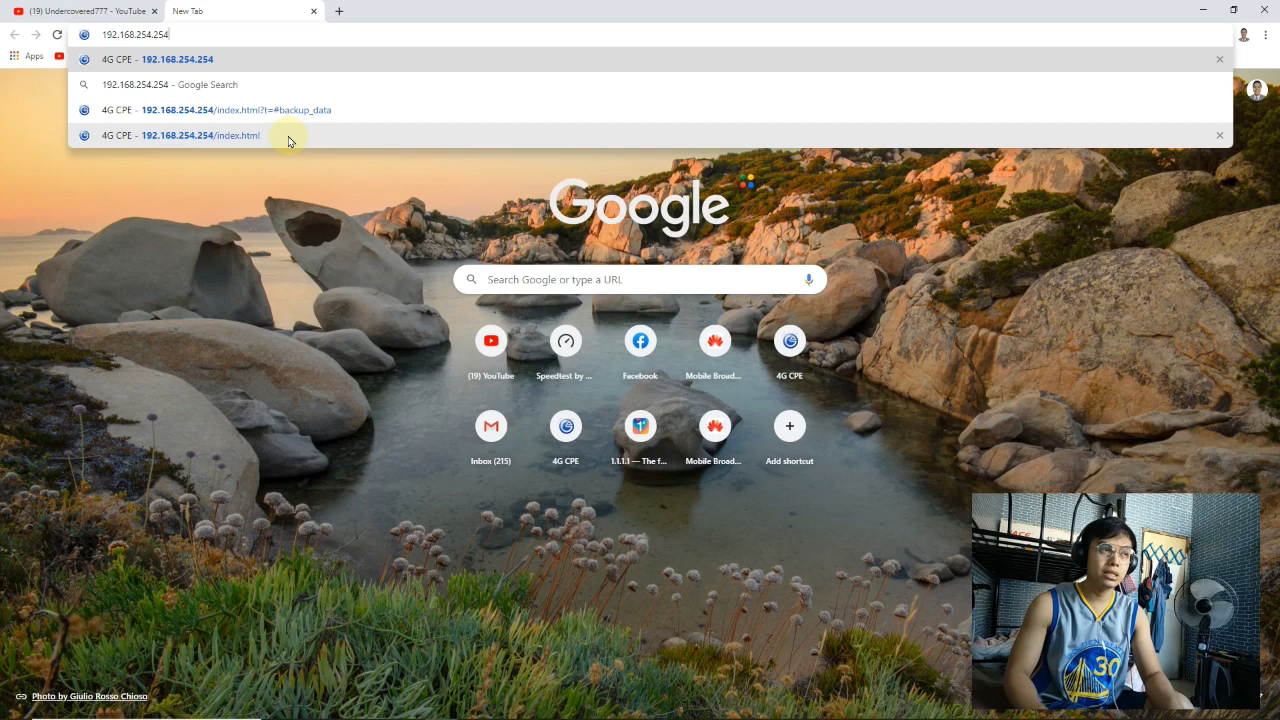 (19) Undercovered777 - YouTube
New Tab
192.168.254.254
Apps
4G CPE - 192.168.254.254
192.168.254.254 - Google Search
4G CPE - 192.168.254.254/index.html?t=#backup_data
4G CPE - 192.168.254.254/index.html
Google
Search Google or type a URL
(19) YouTube
Speedtest by ...
Facebook
Mobile Broad...
4G CPE
Inbox (215)
4G CPE
1.1.1.1 — The f...
Mobile Broad...
Add shortcut
Photo by Giulio Rosso Chioso
30